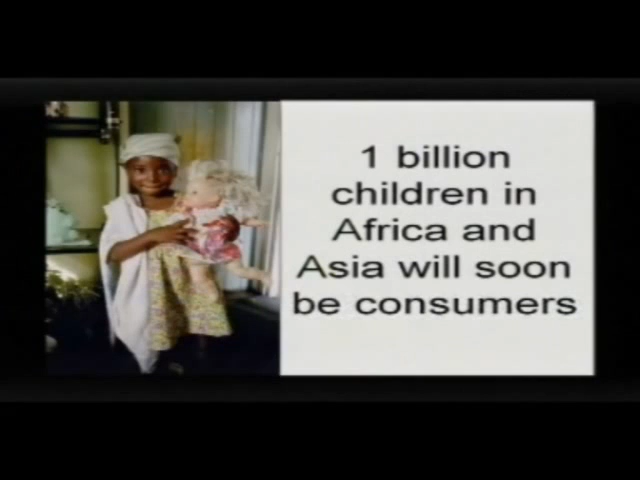 1 billion
children in
Africa and
Asia will soon
be consumers